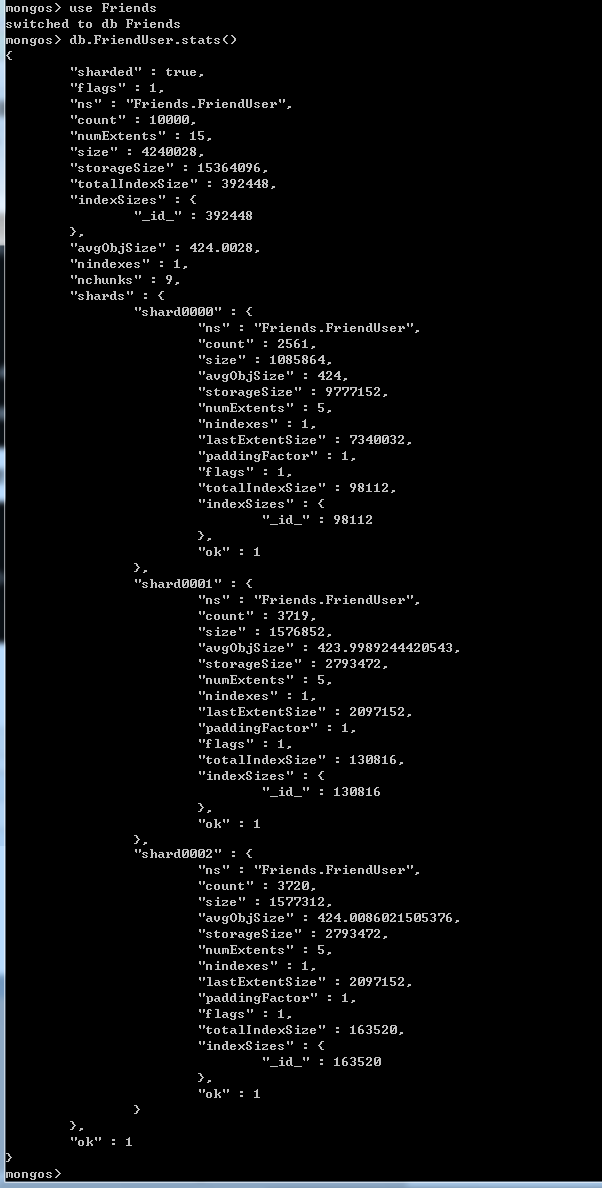 mongos> use Friends
switched to db Friends
mongos> db.FriendUser.stats()
{
        "sharded" : true,
        "flags" : 1,
        "ns" : "Friends.FriendUser",
        "count" : 10000,
        "numExtents" : 15,
        "size" : 4240028,
        "storageSize" : 15364096,
        "totalIndexSize" : 392448,
        "indexSizes" : {
                "_id_" : 392448
        },
        "avgObjSize" : 424.0028,
        "nindexes" : 1,
        "nchunks" : 9,
        "shards" : {
                "shard0000" : {
                        "ns" : "Friends.FriendUser",
                        "count" : 2561,
                        "size" : 1085864,
                        "avgObjSize" : 424,
                        "storageSize" : 9777152,
                        "numExtents" : 5,
                        "nindexes" : 1,
                        "lastExtentSize" : 7340032,
                        "paddingFactor" : 1,
                        "flags" : 1,
                        "totalIndexSize" : 98112,
                        "indexSizes" : {
                                "_id_" : 98112
                        },
                        "ok" : 1
                },
                "shard0001" : {
                        "ns" : "Friends.FriendUser",
                        "count" : 3719,
                        "size" : 1576852,
                        "avgObjSize" : 423.9989244420543,
                        "storageSize" : 2793472,
                        "numExtents" : 5,
                        "nindexes" : 1,
                        "lastExtentSize" : 2097152,
                        "paddingFactor" : 1,
                        "flags" : 1,
                        "totalIndexSize" : 130816,
                        "indexSizes" : {
                                "_id_" : 130816
                        },
                        "ok" : 1
                },
                "shard0002" : {
                        "ns" : "Friends.FriendUser",
                        "count" : 3720,
                        "size" : 1577312,
                        "avgObjSize" : 424.0086021505376,
                        "storageSize" : 2793472,
                        "numExtents" : 5,
                        "nindexes" : 1,
                        "lastExtentSize" : 2097152,
                        "paddingFactor" : 1,
                        "flags" : 1,
                        "totalIndexSize" : 163520,
                        "indexSizes" : {
                                "_id_" : 163520
                        },
                        "ok" : 1
                }
        },
        "ok" : 1
}
mongos>